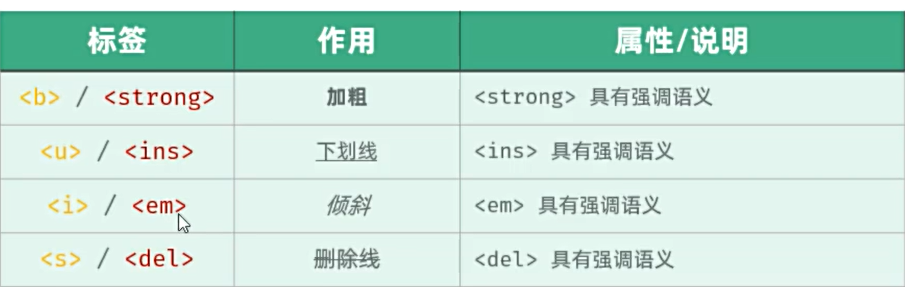 标签 作用 属性/说明
<b> / <strong> 加粗 <strong> 具有强调语义
<u> / <ins> 下划线 <ins> 具有强调语义
<i> / <em> 倾斜 <em> 具有强调语义
<s> / <del> 删除线 <del> 具有强调语义